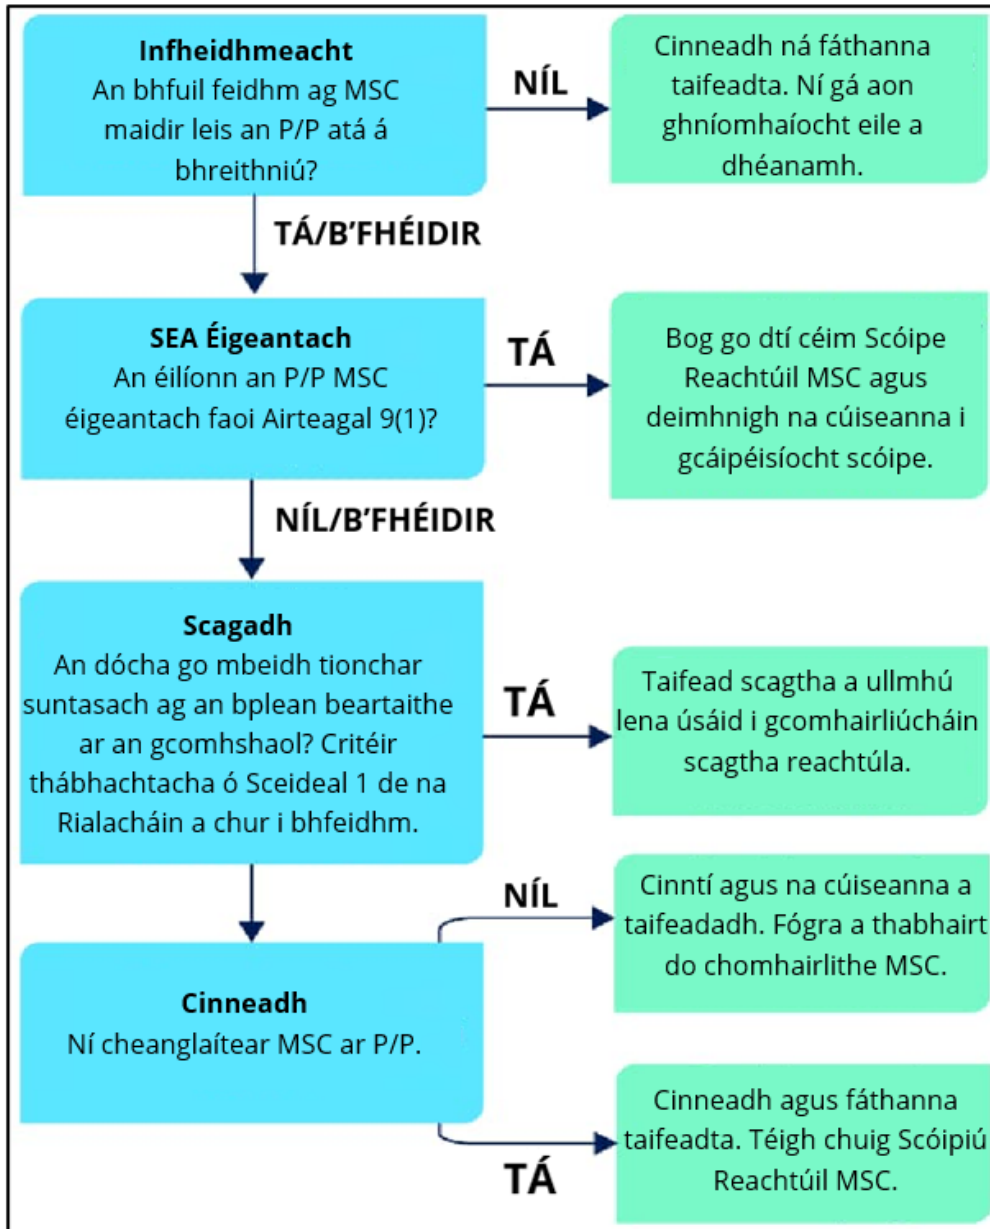 Infheidhmeacht
An bhfuil feidhm ag MSC
maidir leis an P/P atá á
bhreithniú?
NÍL
Cinneadh ná fáthanna
taifeadta. Ní gá aon
ghníomhaíocht eile a
dhéanamh.
TÁ/B'FHÉIDIR
SEA Éigeantach
An éilíonn an P/P MSC
éigeantach faoi Airteagal 9(1)?
TÁ
Bog go dtí céim Scóipe
Reachtúil MSC agus
deimhnigh na cúiseanna i
gcáipéisíocht scóipe.
NÍL/B'FHÉIDIR
Scagadh
An dócha go mbeidh tionchar
suntasach ag an bplean beartaithe
ar an gcomhshaol? Critéir
thábhachtacha ó Sceideal 1 de na
Rialacháin a chur i bhfeidhm.
TÁ
Taifead scagtha a ullmhú
lena úsáid i gcomhairliúcháin
scagtha reachtúla.
Cinneadh
Ní cheanglaítear MSC ar P/P.
NÍL
Cinntí agus na cúiseanna a
taifeadadh. Fógra a thabhairt
do chomhairlithe MSC.
TÁ
Cinneadh agus fáthanna
taifeadta. Téigh chuig Scóipiú
Reachtúil MSC.